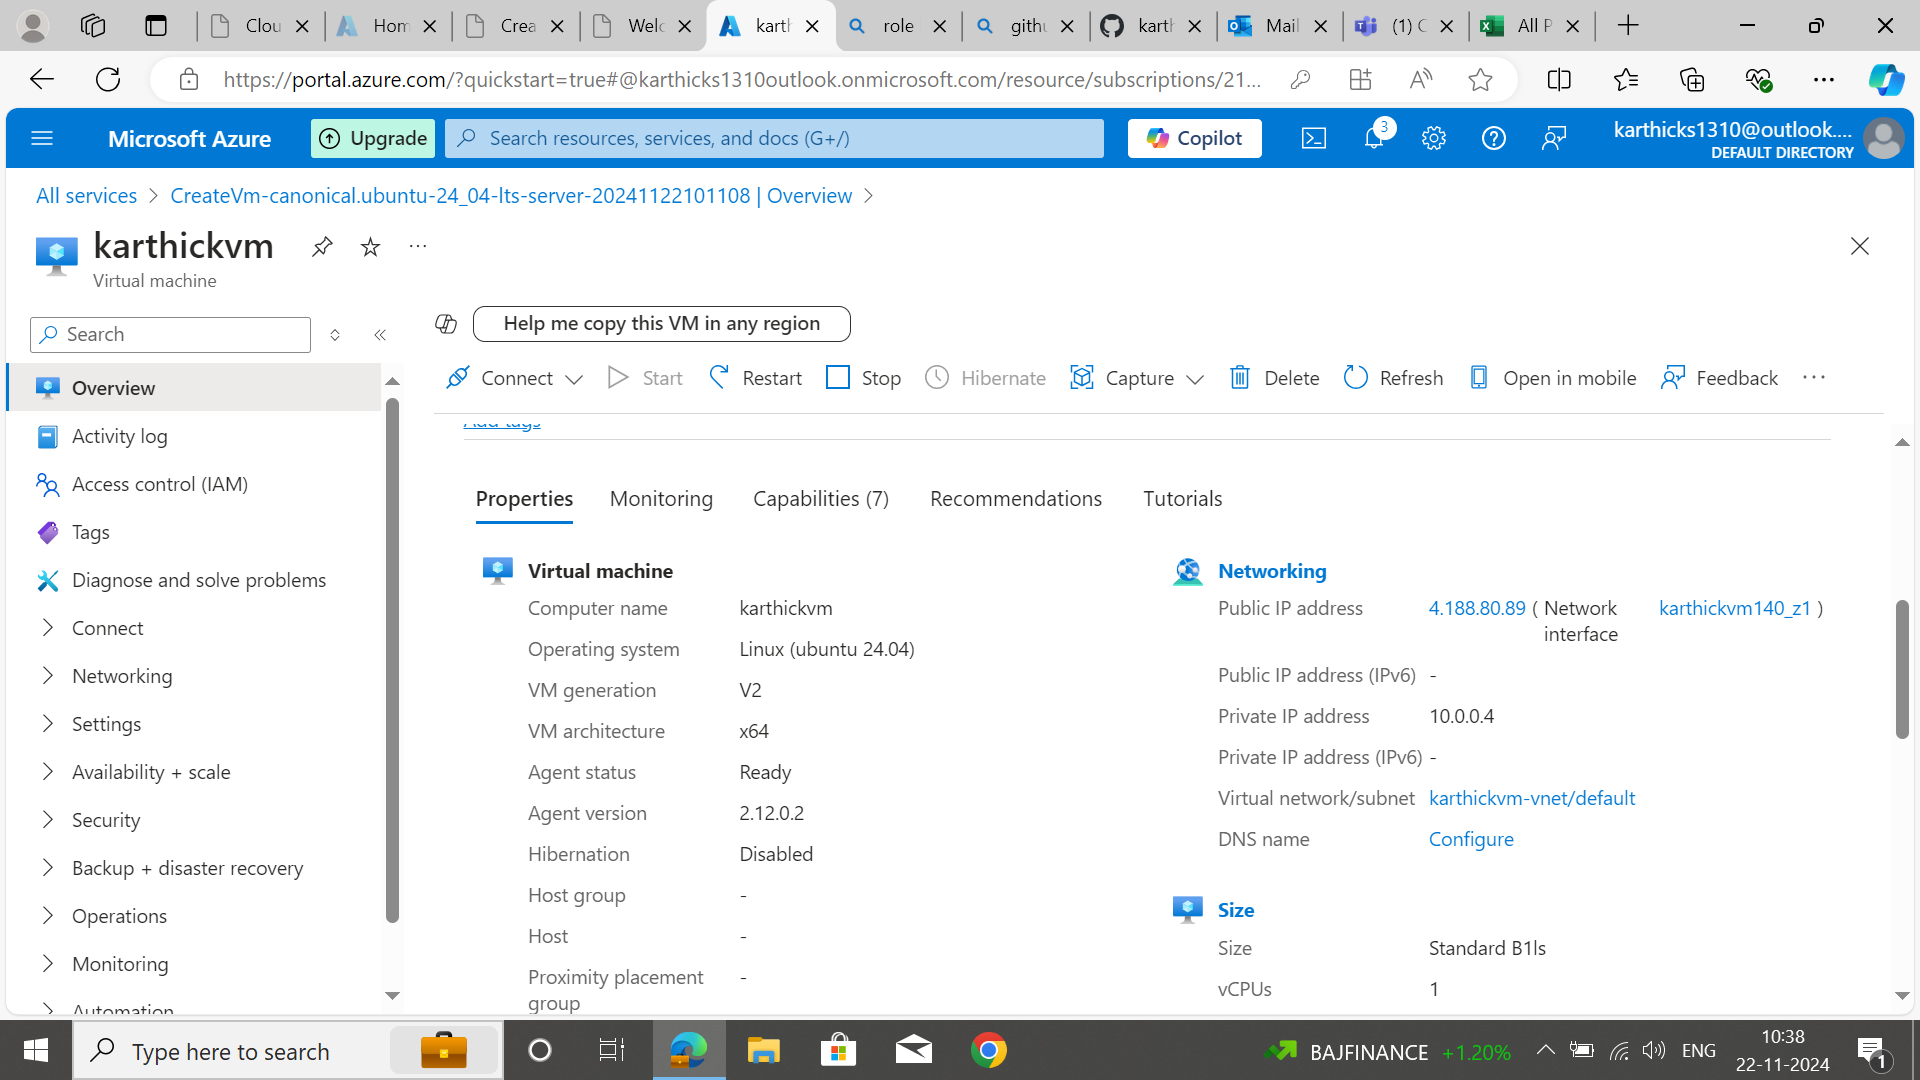 Clou
Hom
Crea
Welc
karth
role
gith
karth
Mail
(1) C
All P
https://portal.azure.com/?quickstart=true#@karthicks1310outlook.onmicrosoft.com/resource/subscriptions/21...
Microsoft Azure
Upgrade
Search resources, services, and docs (G+/)
Copilot
3
karthicks1310@outlook....
DEFAULT DIRECTORY
All services > CreateVm-canonical.ubuntu-24_04-lts-server-20241122101108 | Overview >
karthickvm
Virtual machine
Search
Help me copy this VM in any region
Connect Start Restart Stop Hibernate Capture Delete Refresh Open in mobile Feedback
Overview
Activity log
Access control (IAM)
Tags
Diagnose and solve problems
Connect
Networking
Settings
Availability + scale
Security
Backup + disaster recovery
Operations
Monitoring
Automation
Add tags
Properties Monitoring Capabilities (7) Recommendations Tutorials
Virtual machine
Computer name karthickvm
Operating system Linux (ubuntu 24.04)
VM generation V2
VM architecture x64
Agent status Ready
Agent version 2.12.0.2
Hibernation Disabled
Host group -
Host -
Proximity placement -
group
Networking
Public IP address 4.188.80.89 ( Network karthickvm140_z1 )
interface
Public IP address (IPv6) -
Private IP address 10.0.0.4
Private IP address (IPv6) -
Virtual network/subnet karthickvm-vnet/default
DNS name Configure
Size
Size Standard B1ls
vCPUs 1
Type here to search
BAJFINANCE +1.20%
ENG
10:38
22-11-2024
1